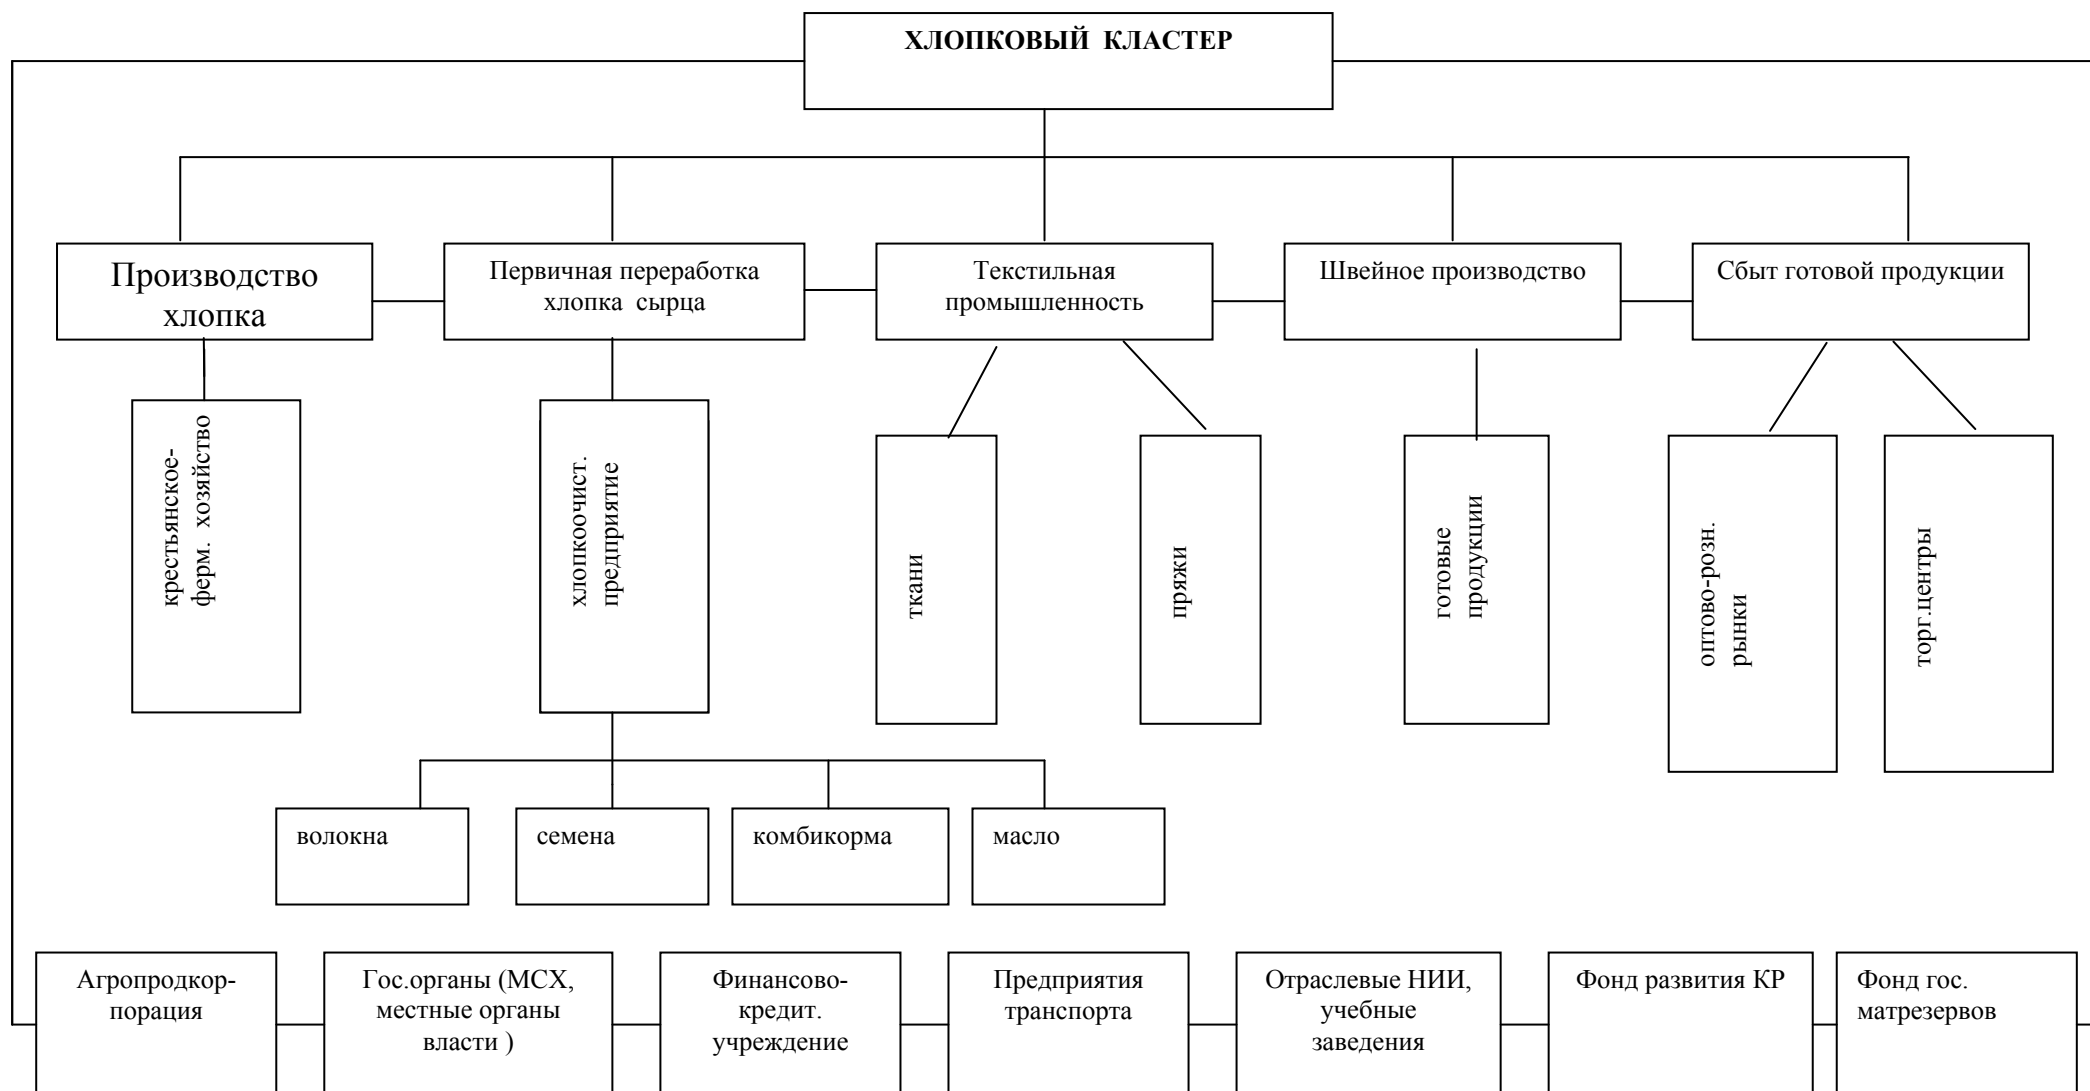 ХЛОПКОВЫЙ КЛАСТЕР
Производство
хлопка
Первичная переработка
хлопка сырца
Текстильная
промышленность
Швейное производство
Сбыт готовой продукции
крестьянское-
ферм. хозяйство
хлопкоочист.
предприятие
ткани
пряжи
готовые
продукции
оптово-розн.
рынки
торг.центры
волокна
семена
комбикорма
масло
Агропродкор-
порация
Гос.органы (МСХ,
местные органы
власти )
Финансово-
кредит.
учреждение
Предприятия
транспорта
Отраслевые НИИ,
учебные
заведения
Фонд развития КР
Фонд гос.
матрезервов